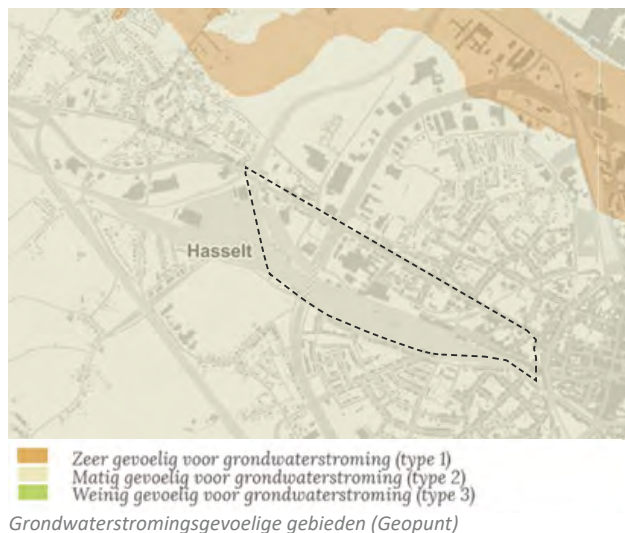 Hasselt
Zeer gevoelig voor grondwaterstroming (type 1)
Matig gevoelig voor grondwaterstroming (type 2)
Weinig gevoelig voor grondwaterstroming (type 3)
Grondwaterstromingsgevoelige gebieden (Geopunt)